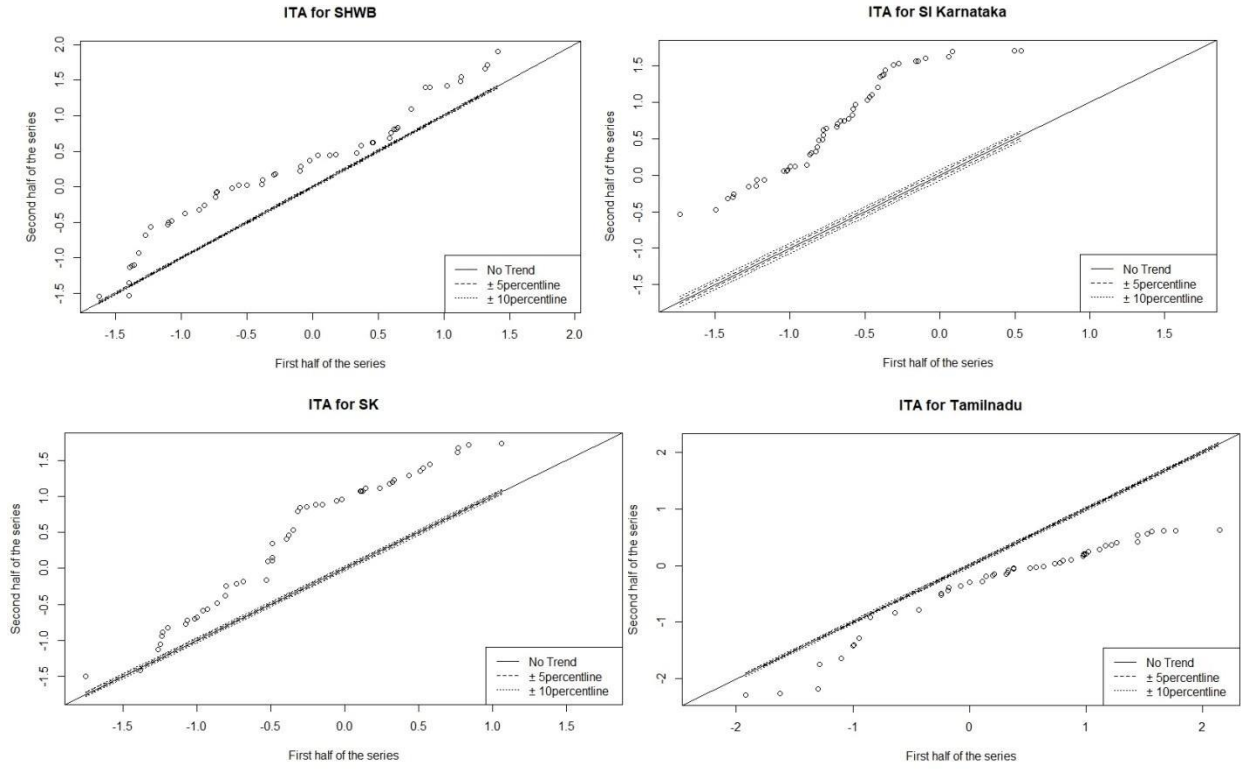 ITA for SHWB
Second half of the series
2.0
1.5
1.0
0.5
0.0
-0.5
-1.0
-1.5
No Trend
± 5percentline
± 10percentline
-1.5 -1.0 -0.5 0.0 0.5 1.0 1.5 2.0
First half of the series
ITA for SI Karnataka
Second half of the series
1.5
1.0
0.5
0.0
-0.5
-1.0
-1.5
No Trend
± 5percentline
± 10percentline
-1.5 -1.0 -0.5 0.0 0.5 1.0 1.5
First half of the series
ITA for SK
Second half of the series
1.5
1.0
0.5
0.0
-0.5
-1.0
-1.5
No Trend
± 5percentline
± 10percentline
-1.5 -1.0 -0.5 0.0 0.5 1.0 1.5
First half of the series
ITA for Tamilnadu
Second half of the series
2
1
0
-1
-2
No Trend
± 5percentline
± 10percentline
-2 -1 0 1 2
First half of the series